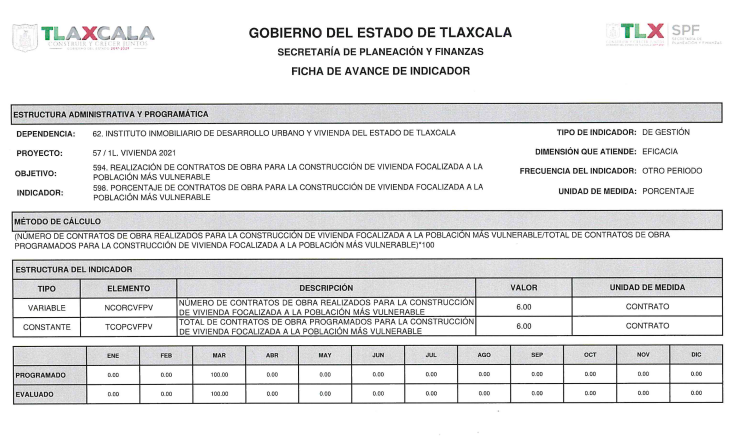 TLAXCALA
CONSTRUIR Y CRECER JUNTOS
GOBIERNO DEL ESTADO DE TLAXCALA
SECRETARÍA DE PLANEACIÓN Y FINANZAS
FICHA DE AVANCE DE INDICADOR
TLX SPF
ESTRUCTURA ADMINISTRATIVA Y PROGRAMÁTICA
DEPENDENCIA: 62. INSTITUTO INMOBILIARIO DE DESARROLLO URBANO Y VIVIENDA DEL ESTADO DE TLAXCALA TIPO DE INDICADOR: DE GESTIÓN
PROYECTO: 57 / 1L. VIVIENDA 2021 DIMENSIÓN QUE ATIENDE: EFICACIA
OBJETIVO: 594. REALIZACIÓN DE CONTRATOS DE OBRA PARA LA CONSTRUCCIÓN DE VIVIENDA FOCALIZADA A LA
POBLACIÓN MÁS VULNERABLE FRECUENCIA DEL INDICADOR: OTRO PERIODO
INDICADOR: 598. PORCENTAJE DE CONTRATOS DE OBRA PARA LA CONSTRUCCIÓN DE VIVIENDA FOCALIZADA A LA
POBLACIÓN MÁS VULNERABLE UNIDAD DE MEDIDA: PORCENTAJE
MÉTODO DE CÁLCULO
(NÚMERO DE CONTRATOS DE OBRA REALIZADOS PARA LA CONSTRUCCIÓN DE VIVIENDA FOCALIZADA A LA POBLACIÓN MÁS VULNERABLE/TOTAL DE CONTRATOS DE OBRA
PROGRAMADOS PARA LA CONSTRUCCIÓN DE VIVIENDA FOCALIZADA A LA POBLACIÓN MÁS VULNERABLE)*100
ESTRUCTURA DEL INDICADOR
TIPO ELEMENTO DESCRIPCIÓN VALOR UNIDAD DE MEDIDA
VARIABLE NCORCVFPV NÚMERO DE CONTRATOS DE OBRA REALIZADOS PARA LA CONSTRUCCIÓN
DE VIVIENDA FOCALIZADA A LA POBLACIÓN MÁS VULNERABLE 6.00 CONTRATO
CONSTANTE TCOPCVFPV TOTAL DE CONTRATOS DE OBRA PROGRAMADOS PARA LA CONSTRUCCIÓN
DE VIVIENDA FOCALIZADA A LA POBLACIÓN MÁS VULNERABLE 6.00 CONTRATO
ENE FEB MAR ABR MAY JUN JUL AGO SEP OCT NOV DIC
PROGRAMADO 0.00 0.00 100.00 0.00 0.00 0.00 0.00 0.00 0.00 0.00 0.00 0.00
EVALUADO 0.00 0.00 100.00 0.00 0.00 0.00 0.00 0.00 0.00 0.00 0.00 0.00